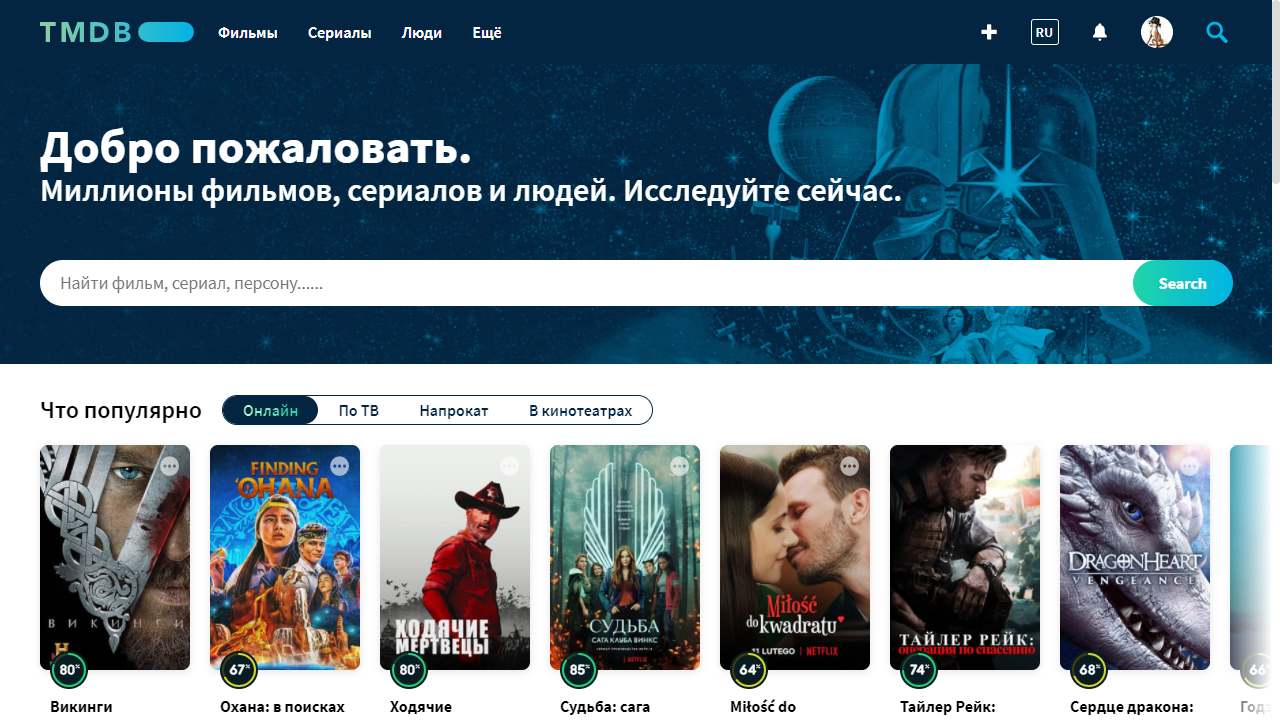 TMDB
Фильмы Сериалы Люди Ещё
RU
Добро пожаловать.
Миллионы фильмов, сериалов и людей. Исследуйте сейчас.
Найти фильм, сериал, персону......
Search
Что популярно
Онлайн По ТВ Напрокат В кинотеатрах
ВИКИНГИ
FINDING
'OHANA
ХОДЯЧИЕ
МЕРТВЕЦЫ
СУДЬБА
САГА КЛУБА ВИНКС
Miłość
do kwadratu
11 LUTEGO | NETFLIX
ТАЙЛЕР РЕЙК:
операция по спасению
DRAGONHEART
VENGEANCE
80% 67% 80% 85% 64% 74% 68% 66%
Викинги Охана: в поисках Ходячие Судьба: сага Miłość do Тайлер Рейк: Сердце дракона: